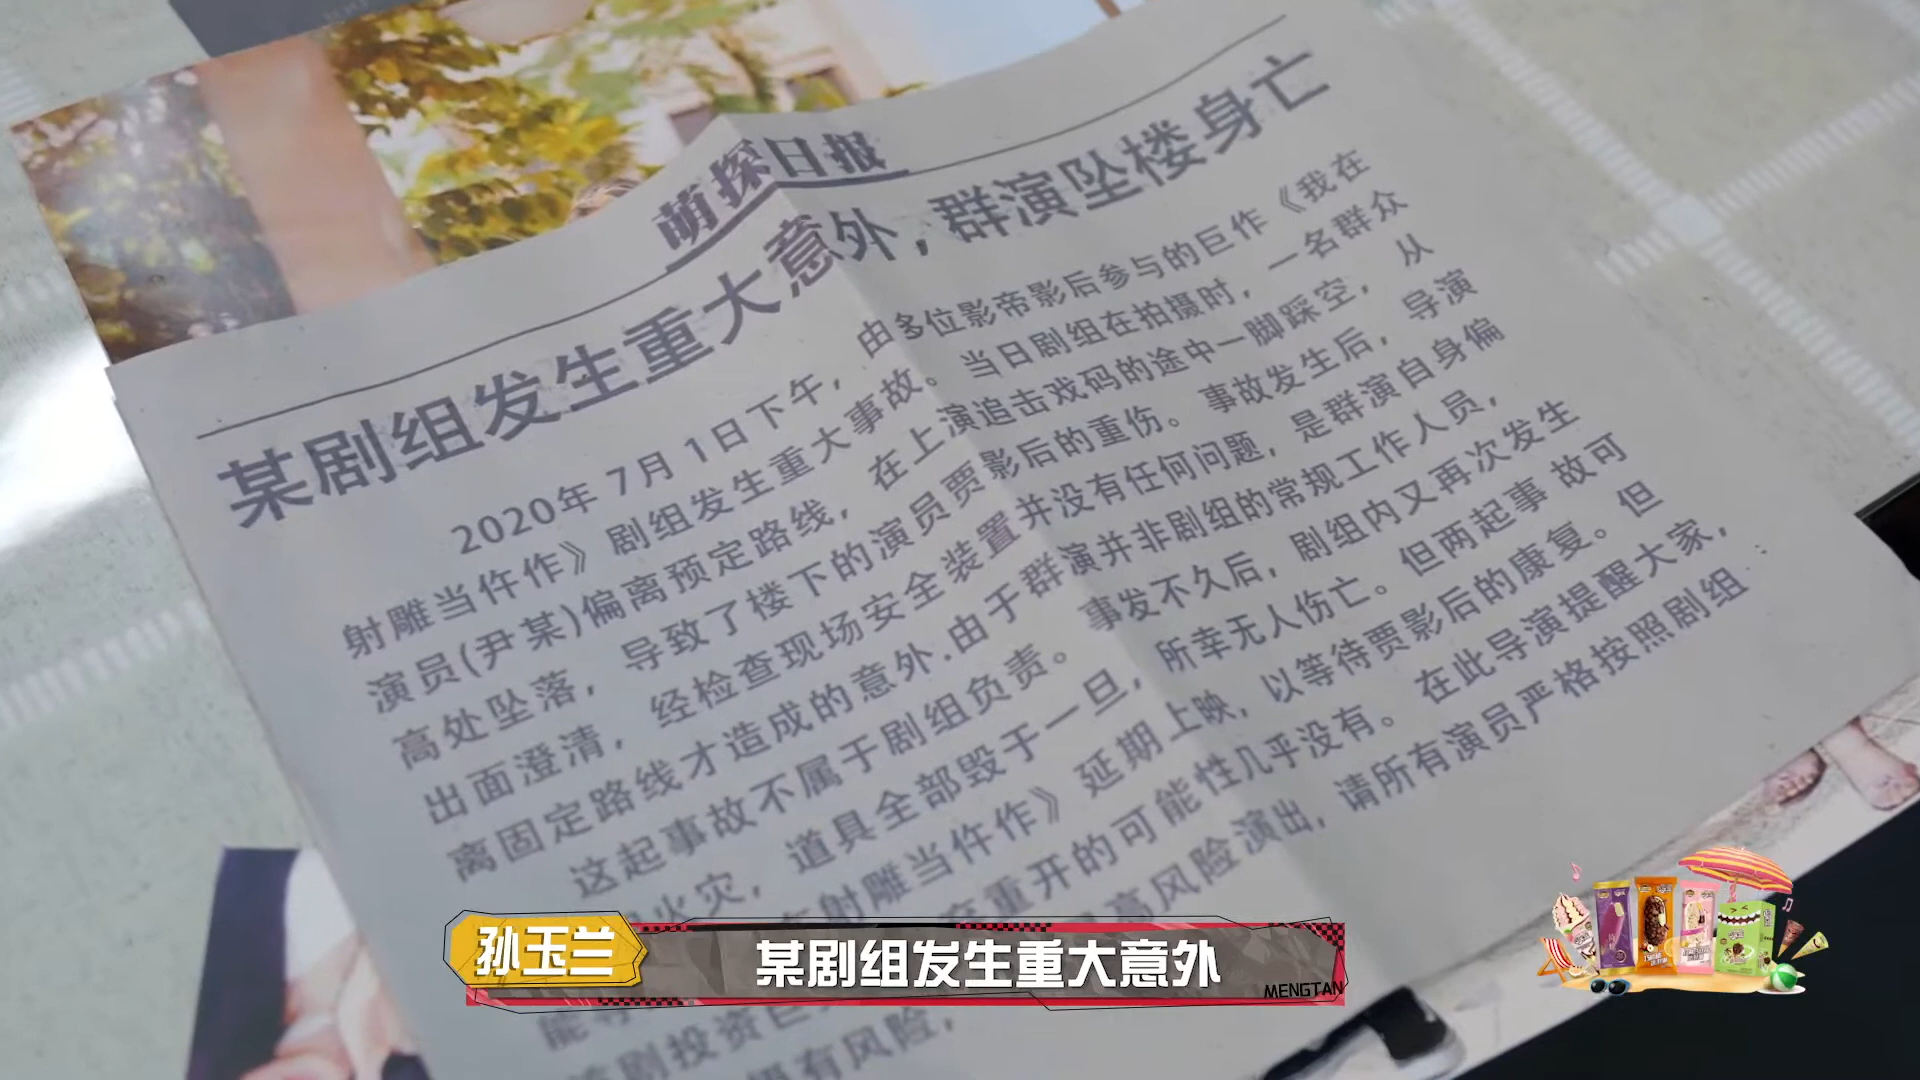 萌探日报
某剧组发生重大意外，群演坠楼身亡
2020年 7月 1日下午，由多位影帝影后参与的巨作《我在
射雕当仵作》剧组发生重大事故。当日剧组在拍摄时，一名群众
演员(尹某)偏离预定路线，在上演追击戏码的途中一脚踩空，从
高处坠落，导致了楼下的演员贾影后的重伤。事故发生后，导演
出面澄清，经检查现场安全装置并没有任何问题，是群演自身偏
离固定路线才造成的意外.由于群演并非剧组的常规工作人员，
这起事故不属于剧组负责。事发不久后，剧组内又再次发生
火灾，道具全部毁于一旦，所幸无人伤亡。但两起事 故可
射雕当仵作》延期上映，以等待贾影后的康复。但
重开的可能性几乎没有。在此导演提醒大家，
高风险演出，请所有演员严格按照剧组
孙玉兰
某剧组发生重大意外
MENGTAN